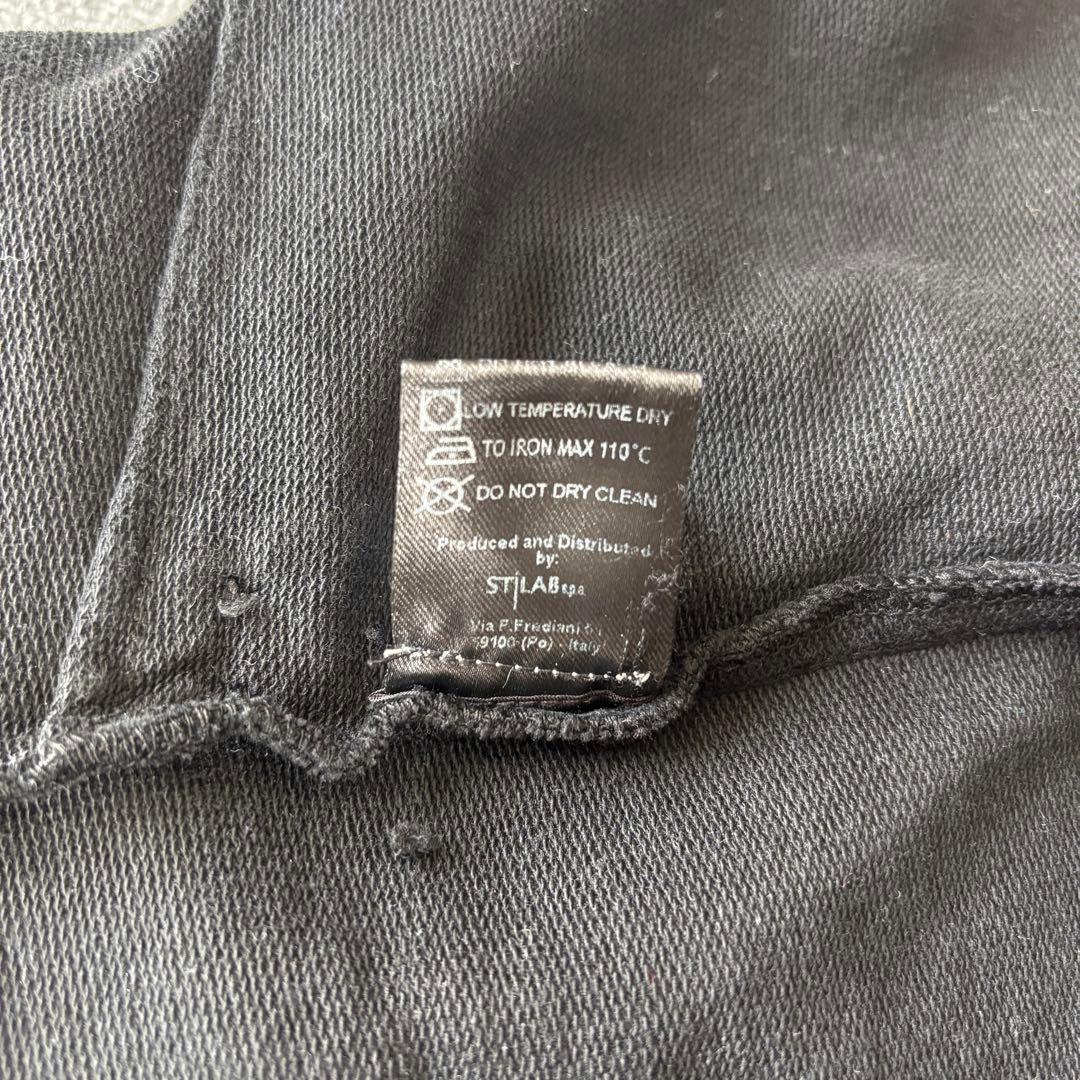 LOW TEMPERATURE DRY
TO IRON MAX 110°C
DO NOT DRY CLEAN
Produced and Distributed
by:
STILAB s.p.a
Via P.Frediani
59100 (Po) - Italy